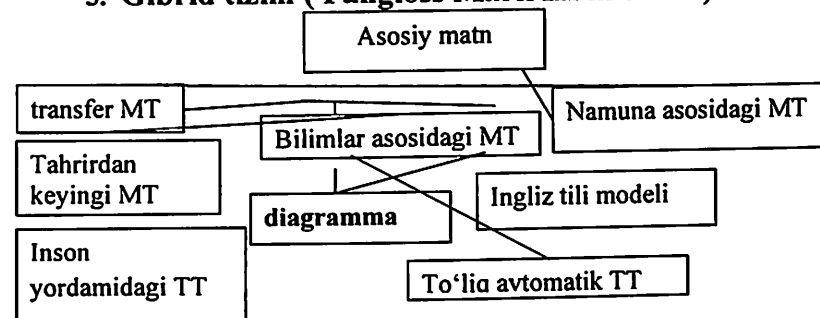 Asosiy matn
transfer MT
Namuna asosidagi MT
Bilimlar asosidagi MT
Tahrirdan
keyingi MT
Ingliz tili modeli
diagramma
Inson
yordamidagi TT
To‘liq avtomatik TT